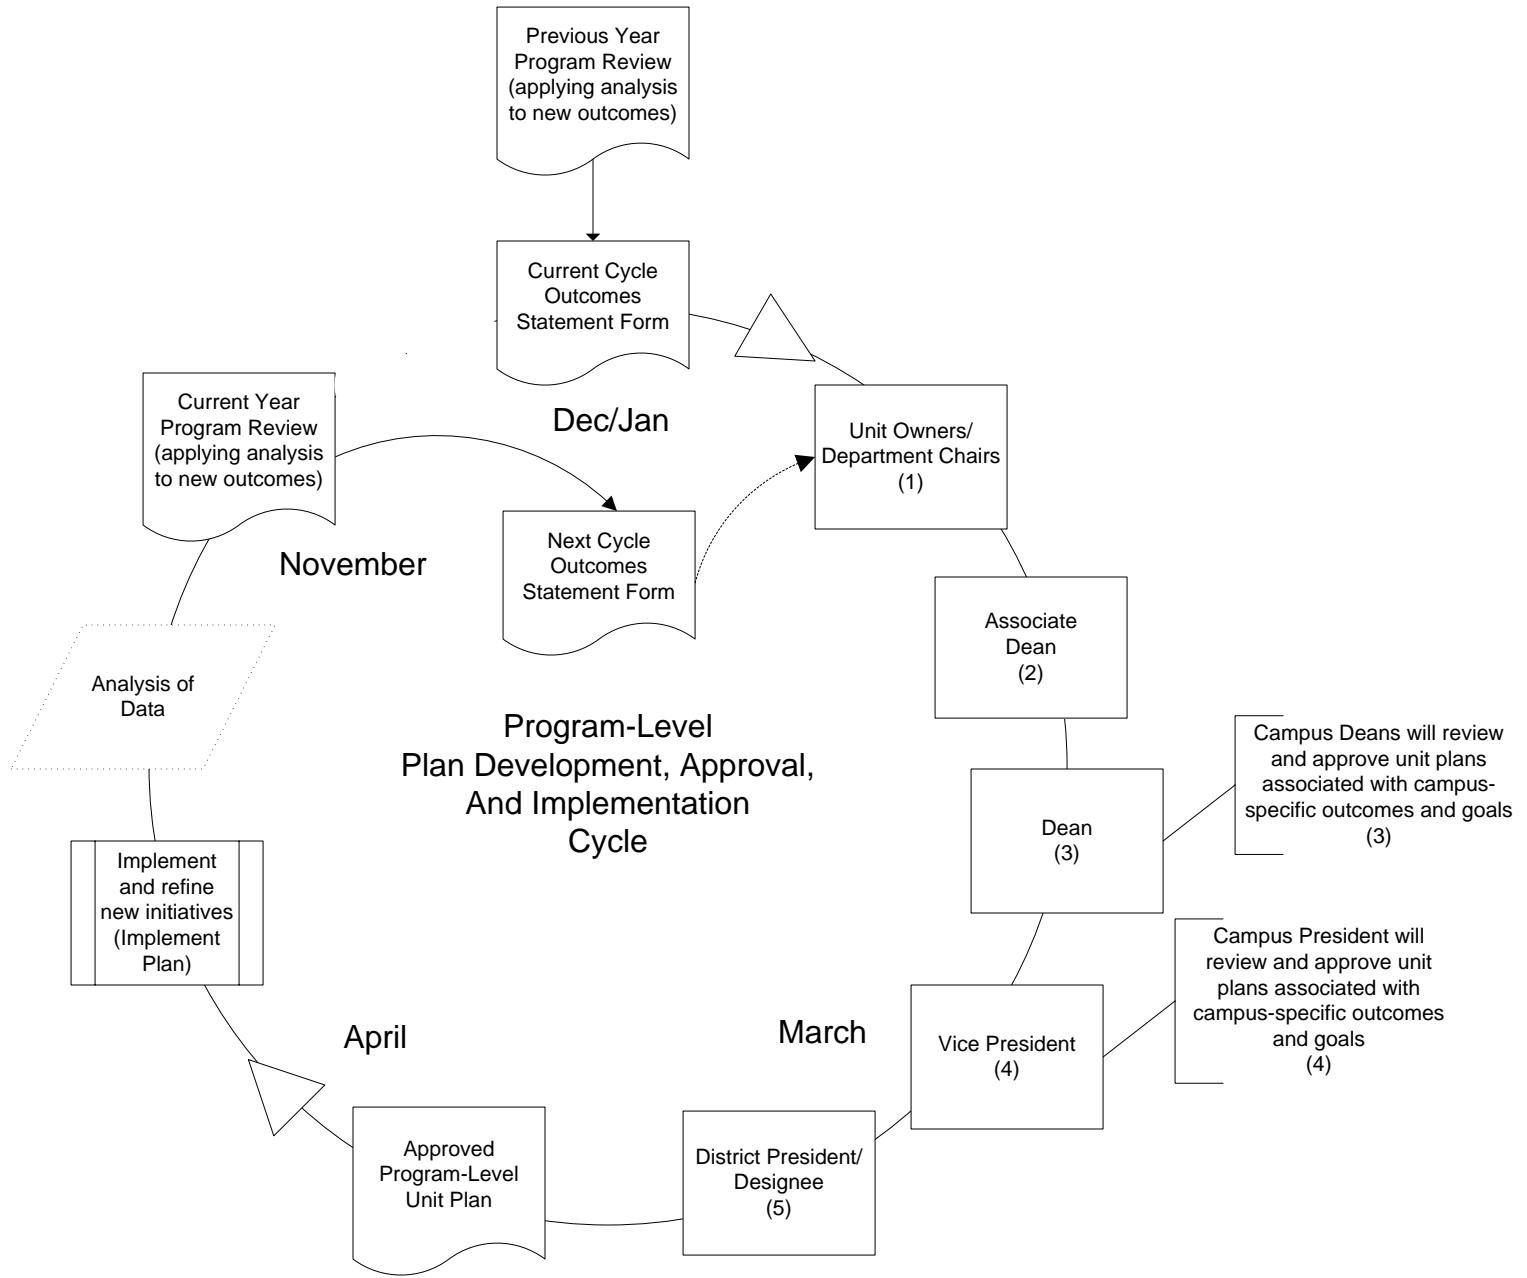 Previous Year
Program Review
(applying analysis
to new outcomes)
Current Cycle
Outcomes
Statement Form
Dec/Jan
Current Year
Program Review
(applying analysis
to new outcomes)
November
Next Cycle
Outcomes
Statement Form
Unit Owners/
Department Chairs
(1)
Associate
Dean
(2)
Analysis of
Data
Program-Level
Plan Development, Approval,
And Implementation
Cycle
Dean
(3)
Campus Deans will review
and approve unit plans
associated with campus-
specific outcomes and goals
(3)
Implement
and refine
new initiatives
(Implement
Plan)
Vice President
(4)
Campus President will
review and approve unit
plans associated with
campus-specific outcomes
and goals
(4)
April
March
Approved
Program-Level
Unit Plan
District President/
Designee
(5)